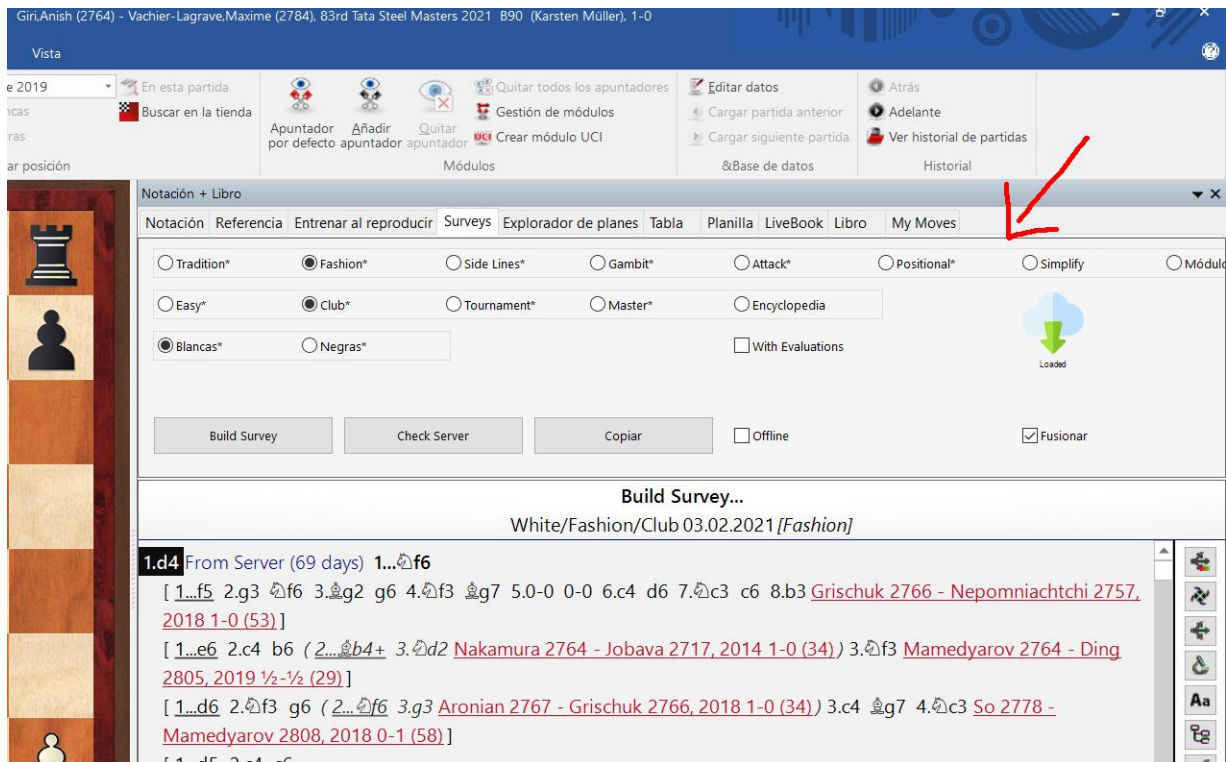 Giri,Anish (2764) - Vachier-Lagrave,Maxime (2784), 83rd Tata Steel Masters 2021 B90 (Karsten Müller), 1-0
Vista
e 2019
En esta partida
Buscar en la tienda
ncas
ras
ar posición
Apuntador por defecto
Añadir apuntador
Quitar apuntador
Quitar todos los apuntadores
Gestión de módulos
UCI Crear módulo UCI
Módulos
Editar datos
Cargar partida anterior
Cargar siguiente partida
&Base de datos
Atrás
Adelante
Ver historial de partidas
Historial
Notación + Libro
Notación Referencia Entrenar al reproducir Surveys Explorador de planes Tabla Planilla LiveBook Libro My Moves
Tradition* Fashion* Side Lines* Gambit* Attack* Positional* Simplify Módulo
Easy* Club* Tournament* Master* Encyclopedia
Blancas* Negras* With Evaluations
Loaded
Build Survey Check Server Copiar Offline Fusionar
Build Survey...
White/Fashion/Club 03.02.2021 [Fashion]
1.d4 From Server (69 days) 1...♘f6
[ 1...f5 2.g3 ♘f6 3.♗g2 g6 4.♘f3 ♗g7 5.0-0 0-0 6.c4 d6 7.♘c3 c6 8.b3 Grischuk 2766 - Nepomniachtchi 2757,
2018 1-0 (53) ]
[ 1...e6 2.c4 b6 ( 2...♗b4+ 3.♘d2 Nakamura 2764 - Jobava 2717, 2014 1-0 (34) ) 3.♘f3 Mamedyarov 2764 - Ding
2805, 2019 ½-½ (29) ]
[ 1...d6 2.♘f3 g6 ( 2...♘f6 3.g3 Aronian 2767 - Grischuk 2766, 2018 1-0 (34) ) 3.c4 ♗g7 4.♘c3 So 2778 -
Mamedyarov 2808, 2018 0-1 (58) ]
[ 1...d5 2.c4 c6
Aa